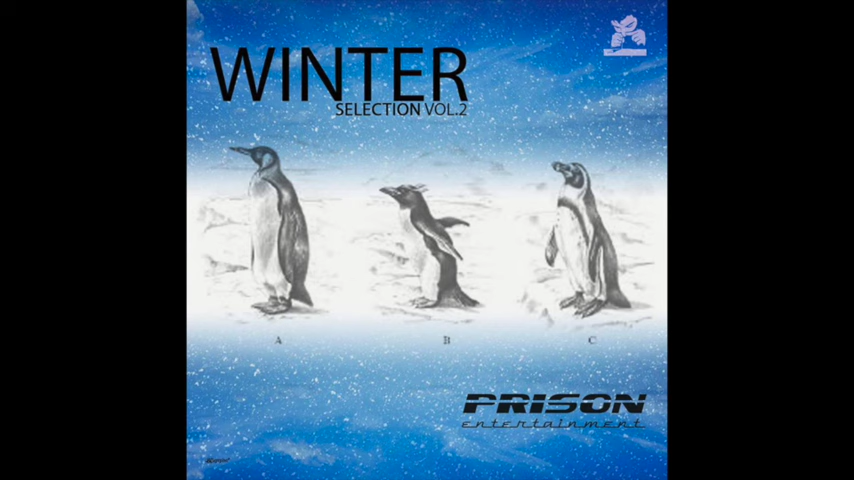 WINTER
SELECTION VOL.2
A
B
C
PRISON
entertainment